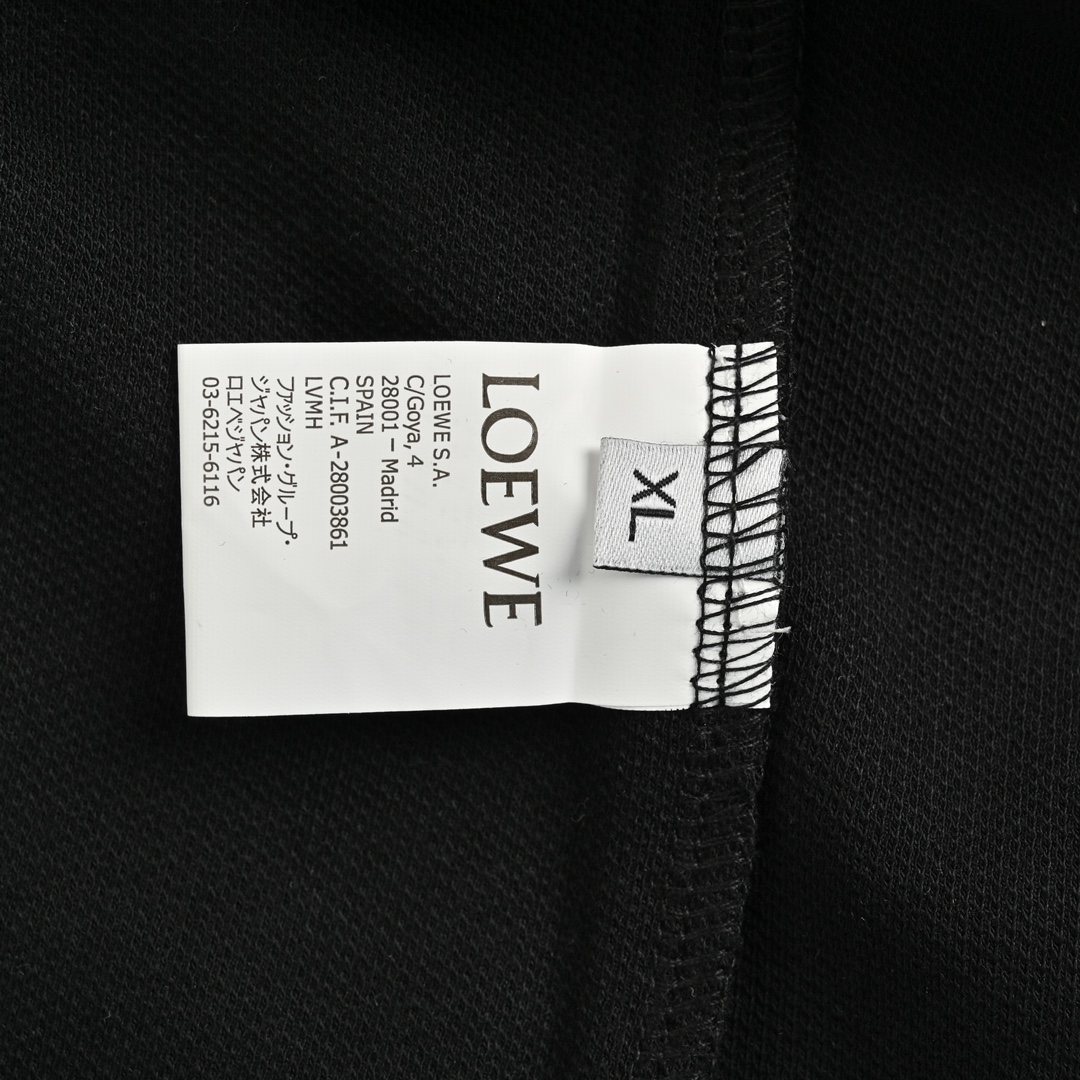 XL
LOEWE
LOEWE S.A.
C/Goya, 4
28001 – Madrid
SPAIN
C.I.F. A-28003861
LVMH
ファッション・グループ・
ジャパン株式会社
ロエベジャパン
03-6215-6116